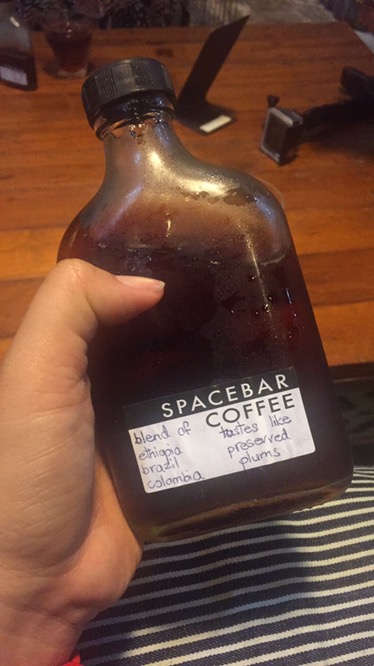 SPACEBAR
COFFEE
blend of
ethiopia
brazil
colombia
tastes like
preserved
plums